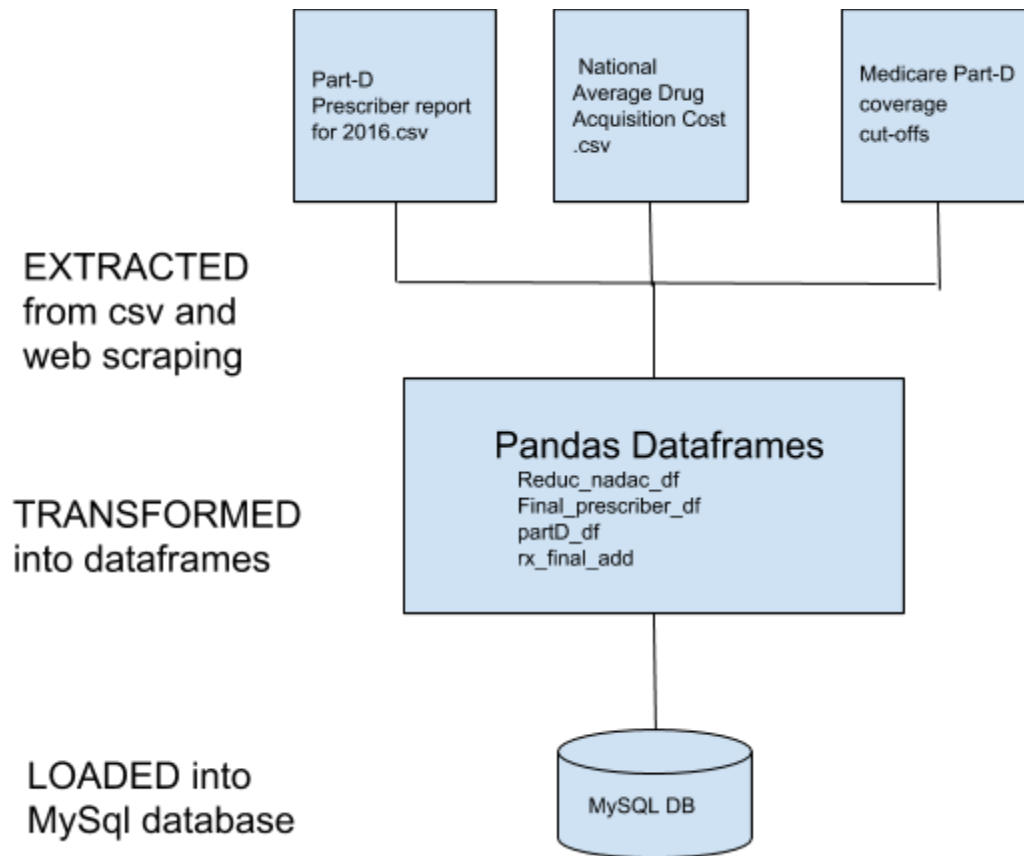 Part-D
Prescriber report
for 2016.csv
National
Average Drug
Acquisition Cost
.csv
Medicare Part-D
coverage
cut-offs
EXTRACTED
from csv and
web scraping
Pandas Dataframes
Reduc_nadac_df
Final_prescriber_df
partD_df
rx_final_add
TRANSFORMED
into dataframes
LOADED into
MySql database
MySQL DB